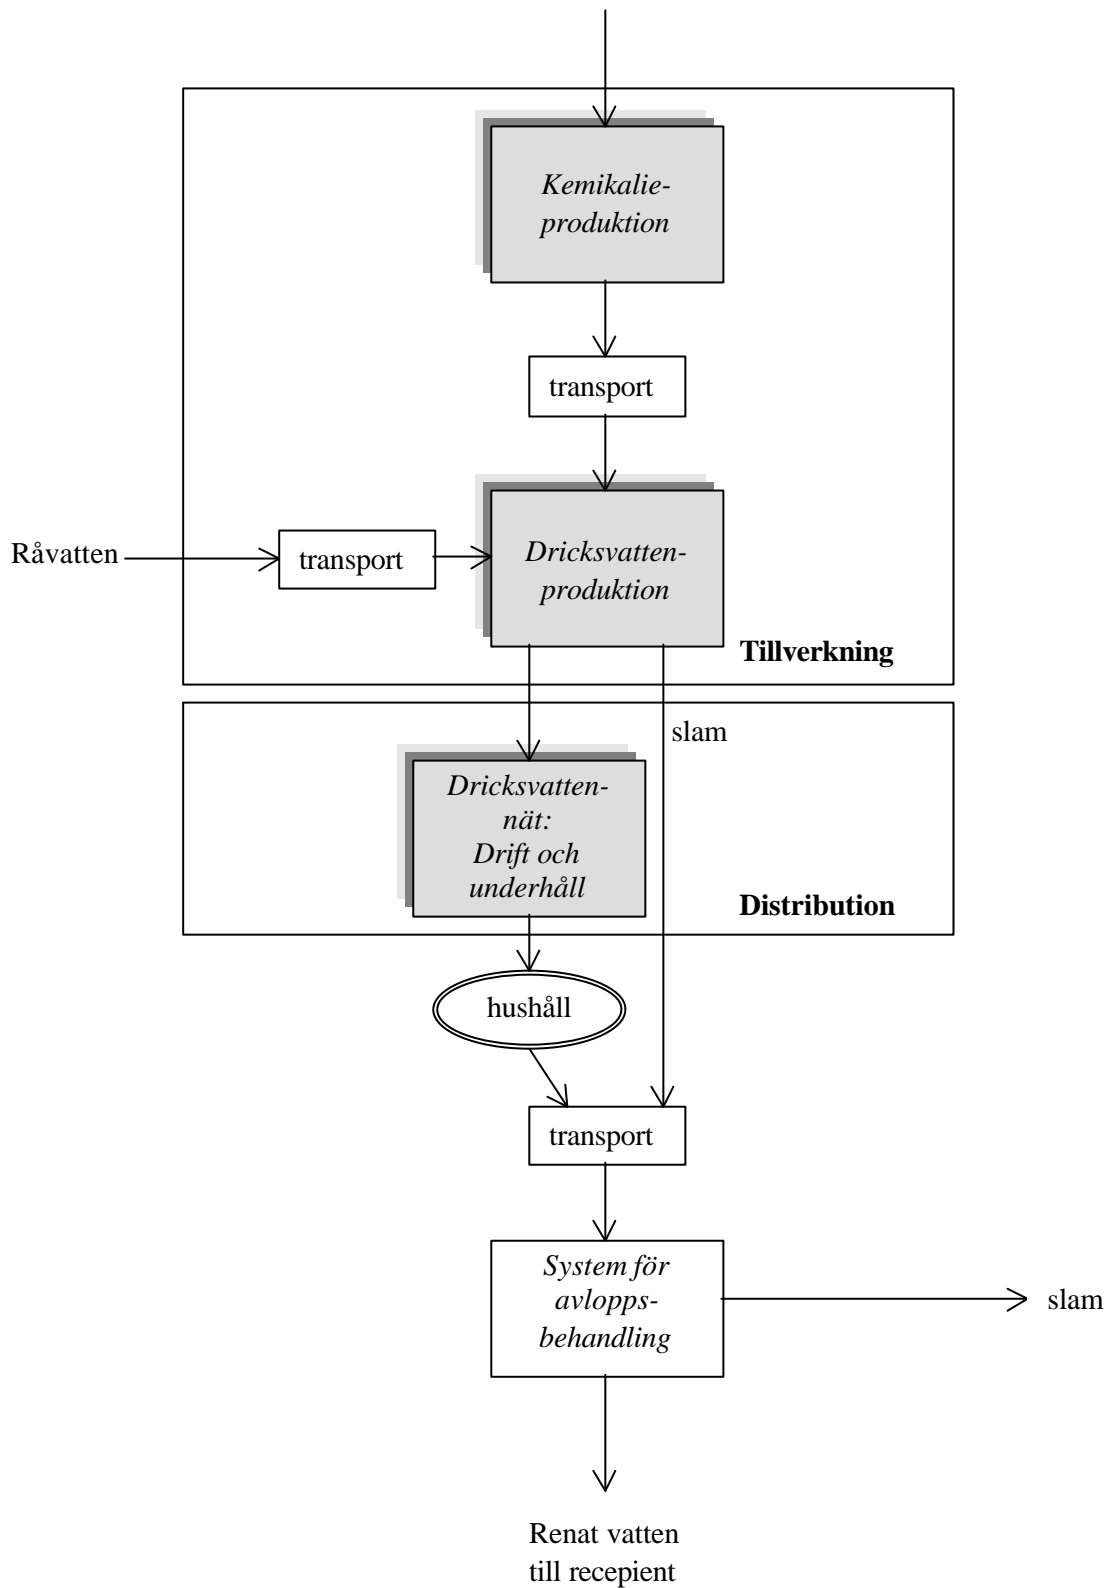 Kemikalie-
produktion
transport
Råvatten
transport
Dricksvatten-
produktion
Tillverkning
slam
Dricksvatten-
nät:
Drift och
underhåll
Distribution
hushåll
transport
System för
avlopps-
behandling
slam
Renat vatten
till recepient